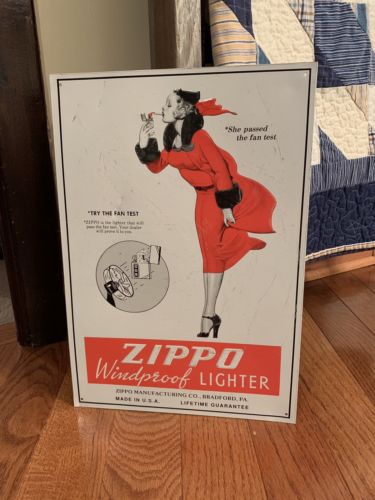 *She passed
the fan test
*TRY THE FAN TEST
*ZIPPO is the lighter that will
pass the fan test. Your dealer
will prove it to you.
ZIPPO
Windproof LIGHTER
ZIPPO MANUFACTURING CO., BRADFORD, PA.
MADE IN U.S.A. LIFETIME GUARANTEE